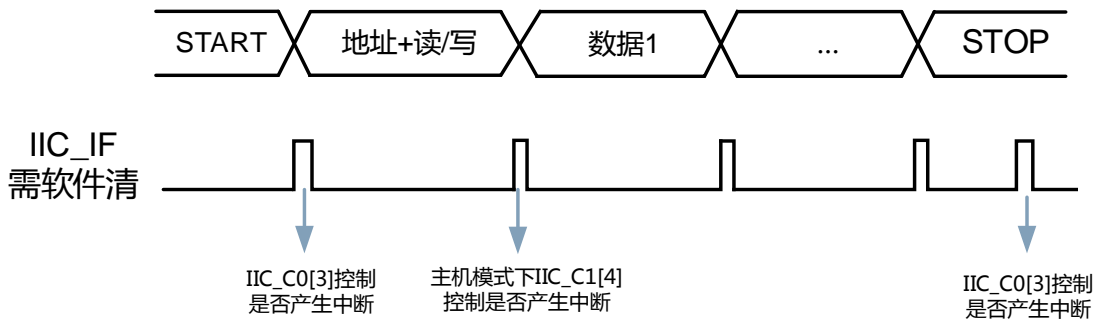 START
地址+读/写
数据1
...
STOP
IIC_IF
需软件清
IIC_C0[3]控制
是否产生中断
主机模式下IIC_C1[4]
控制是否产生中断
IIC_C0[3]控制
是否产生中断